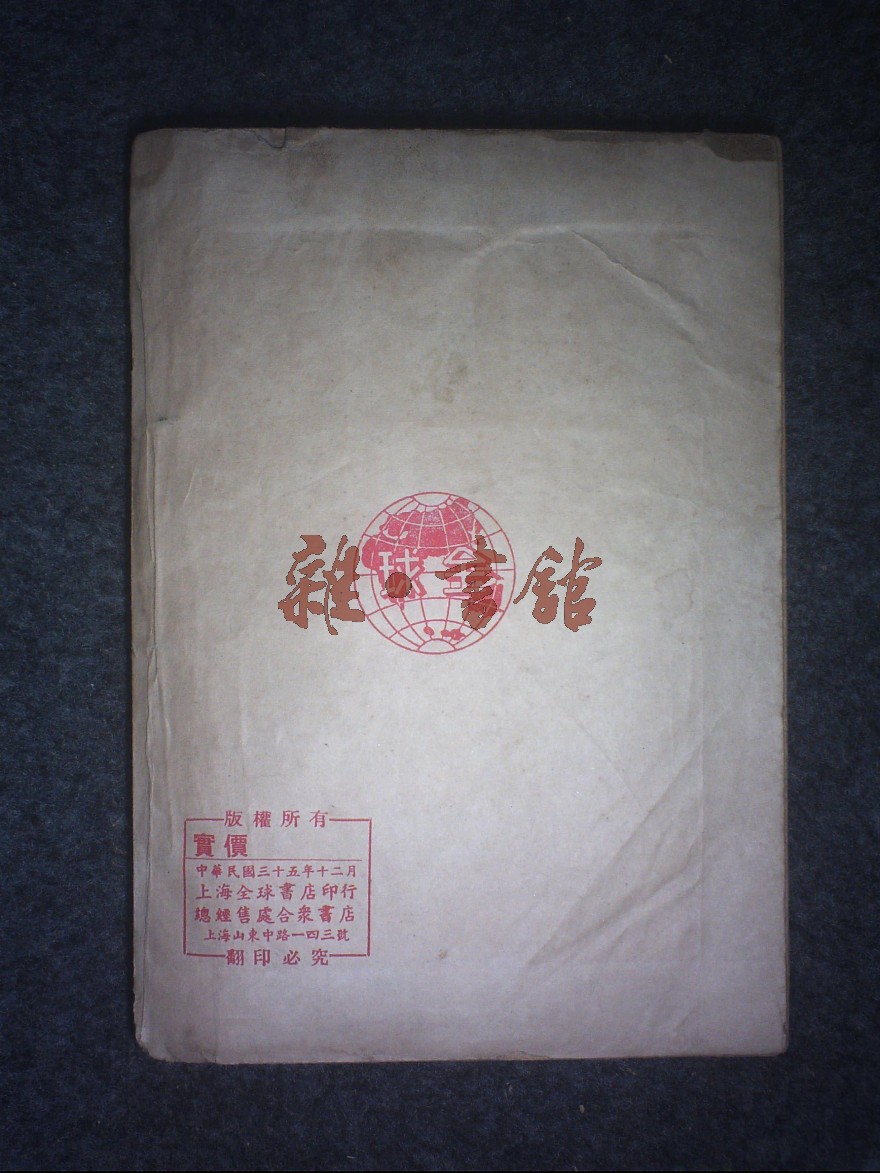 雜·書館
球全
版權所有
實價
中華民國三十五年十二月
上海全球書店印行
總經售處合衆書店
上海山東中路一四三號
翻印必究